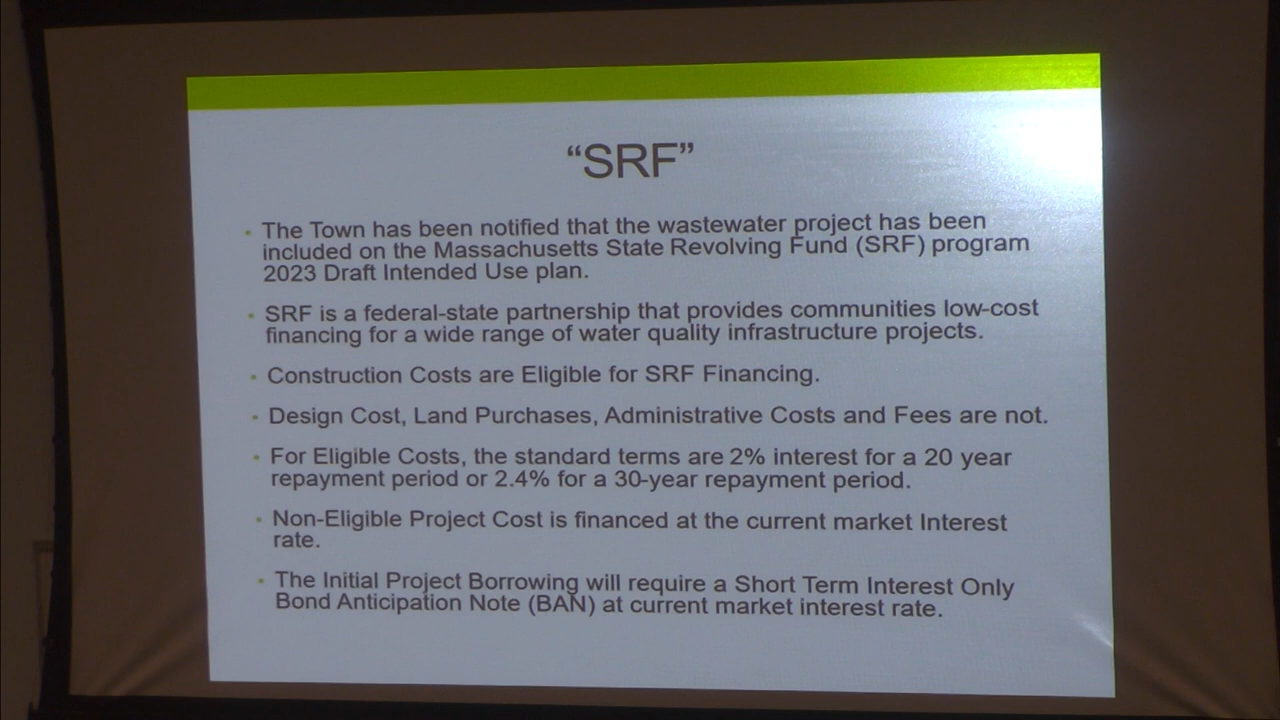 “SRF”
• The Town has been notified that the wastewater project has been
included on the Massachusetts State Revolving Fund (SRF) program
2023 Draft Intended Use plan.
• SRF is a federal-state partnership that provides communities low-cost
financing for a wide range of water quality infrastructure projects.
• Construction Costs are Eligible for SRF Financing.
• Design Cost, Land Purchases, Administrative Costs and Fees are not.
• For Eligible Costs, the standard terms are 2% interest for a 20 year
repayment period or 2.4% for a 30-year repayment period.
• Non-Eligible Project Cost is financed at the current market Interest
rate.
• The Initial Project Borrowing will require a Short Term Interest Only
Bond Anticipation Note (BAN) at current market interest rate.